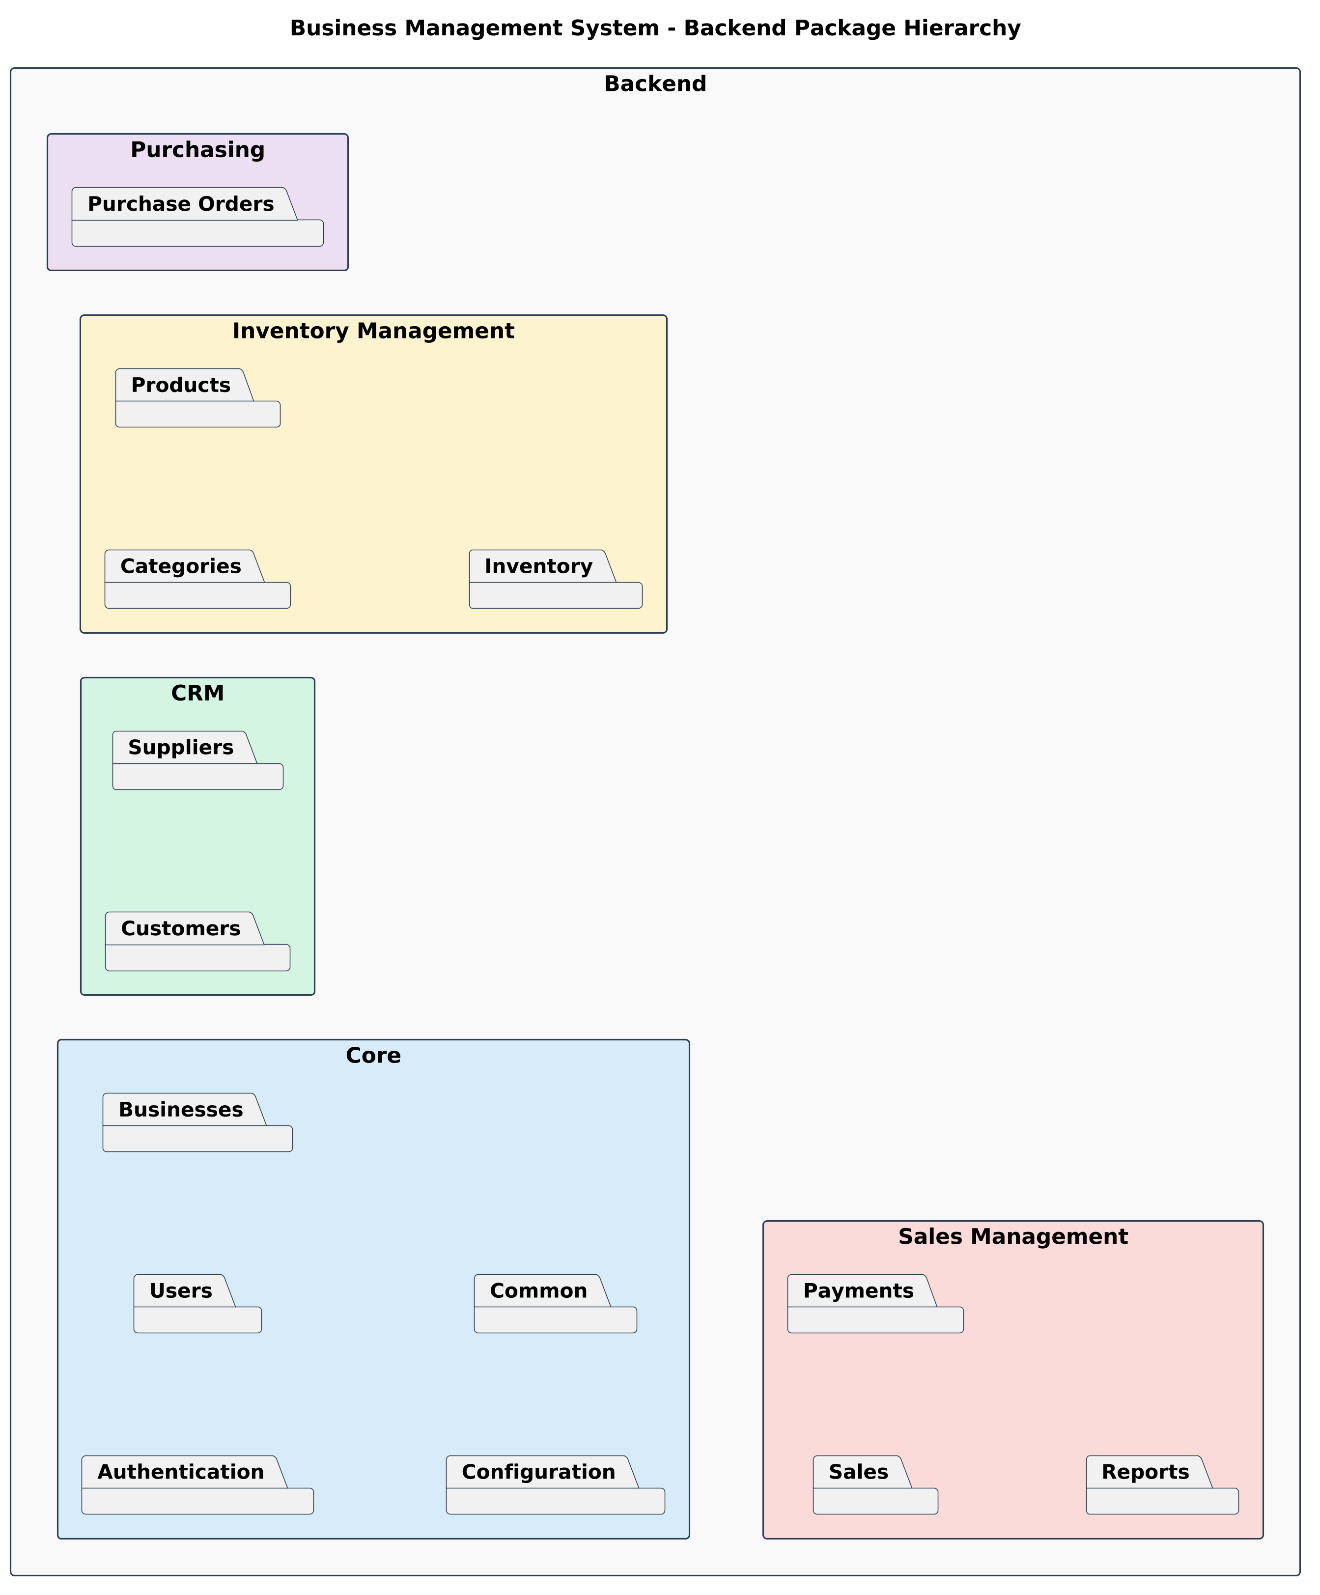 Business Management System - Backend Package Hierarchy
Backend
Purchasing
Purchase Orders
Inventory Management
Products
Categories
Inventory
CRM
Suppliers
Customers
Core
Businesses
Users
Common
Authentication
Configuration
Sales Management
Payments
Sales
Reports